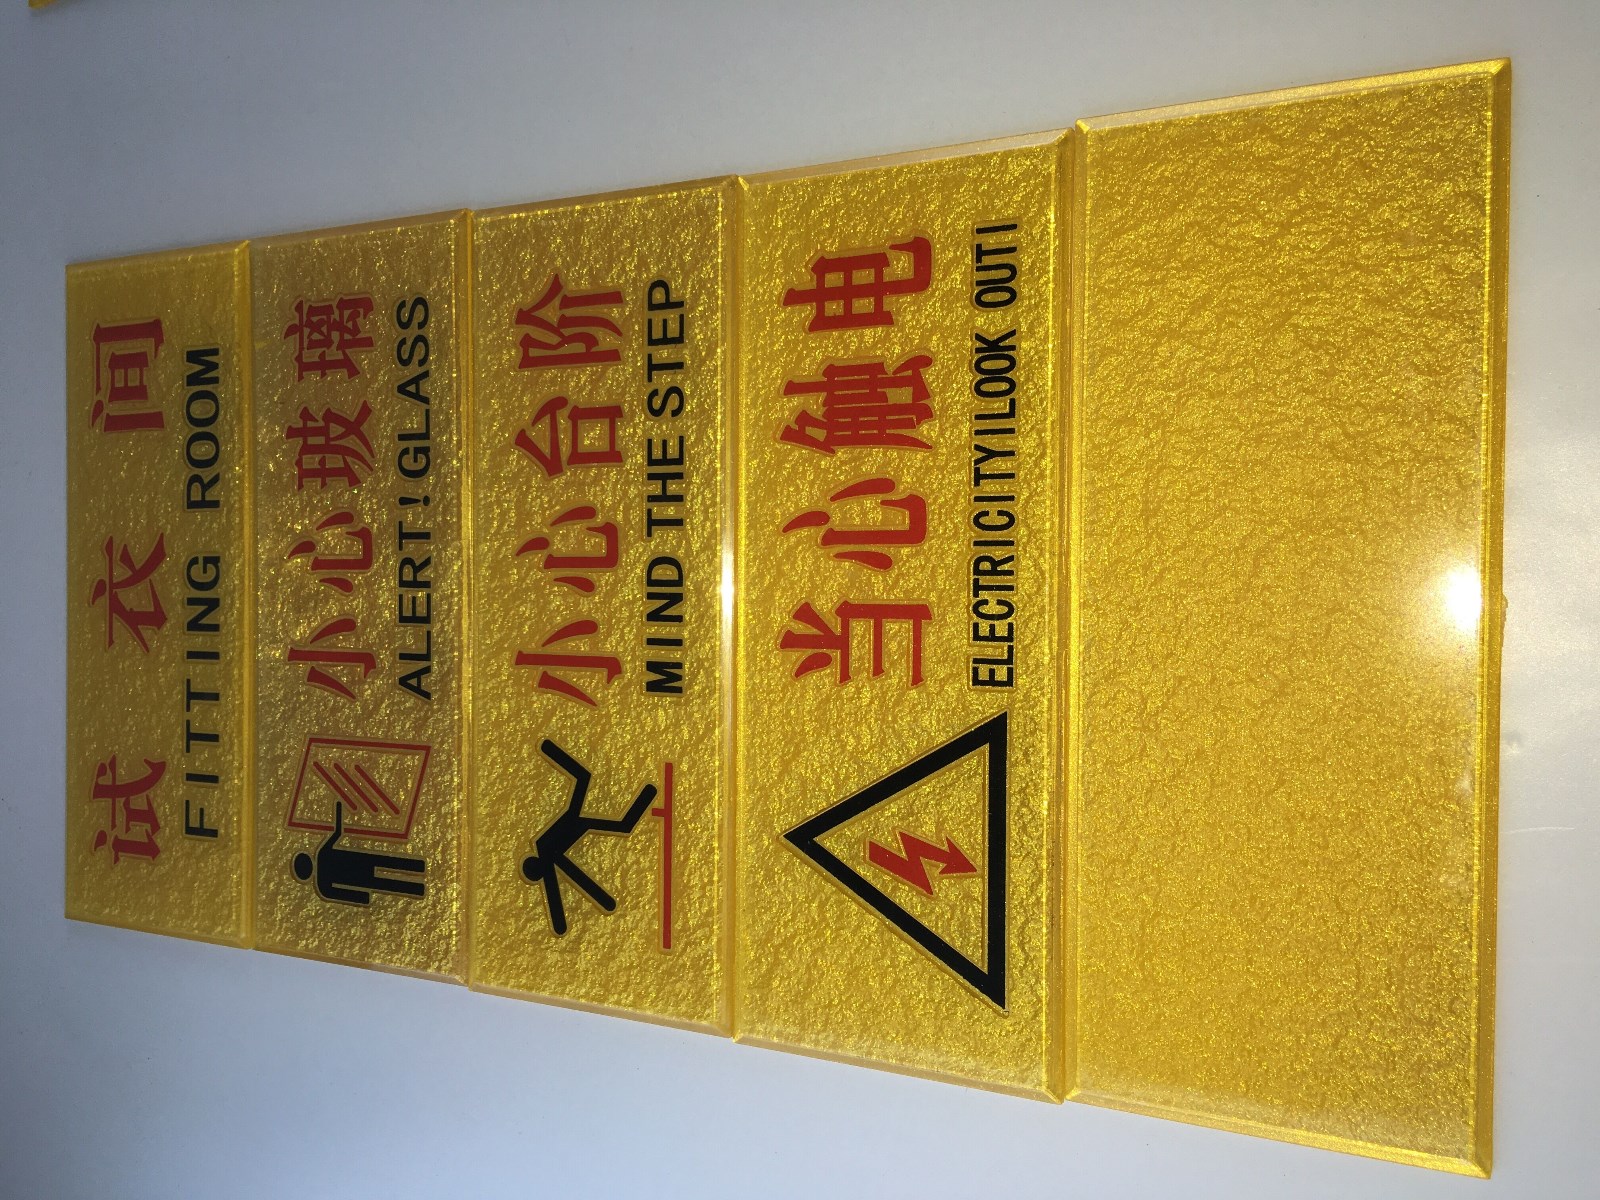 试衣间
FITTING ROOM
小心玻璃
ALERT!GLASS
小心台阶
MIND THE STEP
当心触电
ELECTRICITY!LOOK OUT!